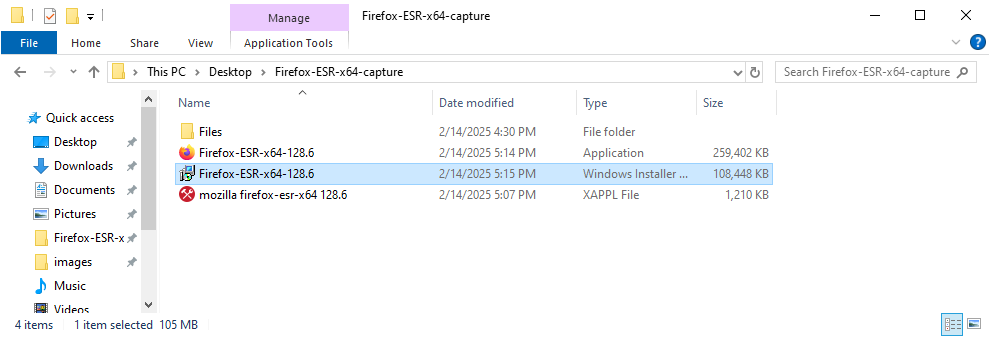 Manage Firefox-ESR-x64-capture
File Home Share View Application Tools
This PC Desktop Firefox-ESR-x64-capture Search Firefox-ESR-x64-capture
Name Date modified Type Size
Quick access
Desktop
Downloads
Documents
Pictures
Firefox-ESR-x
images
Music
Videos
Files 2/14/2025 4:30 PM File folder
Firefox-ESR-x64-128.6 2/14/2025 5:14 PM Application 259,402 KB
Firefox-ESR-x64-128.6 2/14/2025 5:15 PM Windows Installer ... 108,448 KB
mozilla firefox-esr-x64 128.6 2/14/2025 5:07 PM XAPPL File 1,210 KB
4 items 1 item selected 105 MB